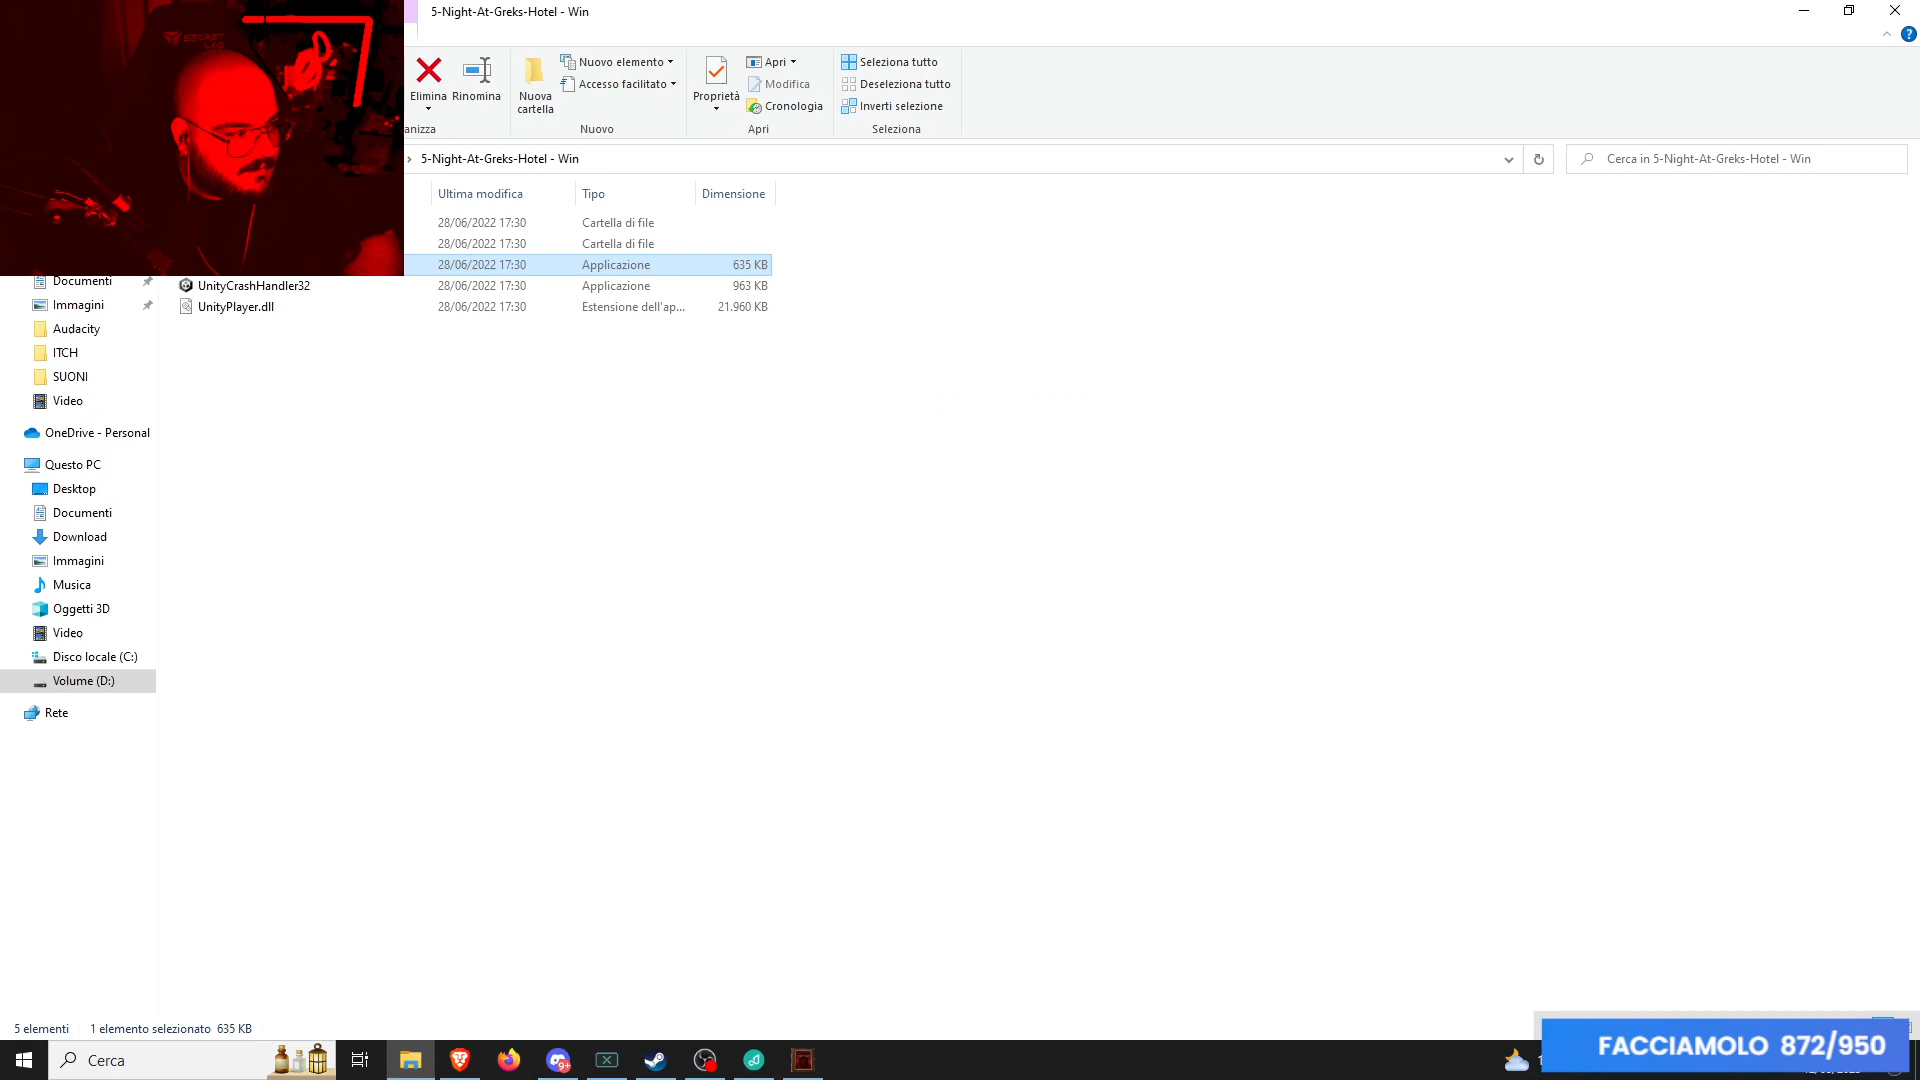 5-Night-At-Greks-Hotel - Win
Elimina
Rinomina
Nuova cartella
Nuovo elemento
Accesso facilitato
Proprietà
Apri
Modifica
Cronologia
Seleziona tutto
Deseleziona tutto
Inverti selezione
anizza
Nuovo
Apri
Seleziona
5-Night-At-Greks-Hotel - Win
Cerca in 5-Night-At-Greks-Hotel - Win
Ultima modifica Tipo Dimensione
28/06/2022 17:30 Cartella di file
28/06/2022 17:30 Cartella di file
28/06/2022 17:30 Applicazione 635 KB
UnityCrashHandler32 28/06/2022 17:30 Applicazione 963 KB
UnityPlayer.dll 28/06/2022 17:30 Estensione dell'ap... 21.960 KB
Documenti
Immagini
Audacity
ITCH
SUONI
Video
OneDrive - Personal
Questo PC
Desktop
Documenti
Download
Immagini
Musica
Oggetti 3D
Video
Disco locale (C:)
Volume (D:)
Rete
5 elementi 1 elemento selezionato 635 KB
Cerca
9+
FACCIAMOLO 872/950